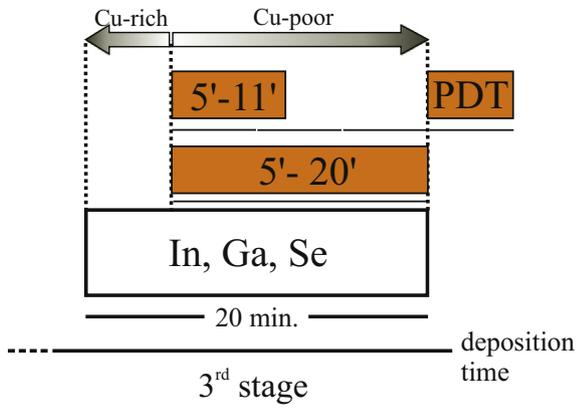 Cu-rich Cu-poor
5'-11' PDT
5'- 20'
In, Ga, Se
20 min.
deposition
time
3rd stage